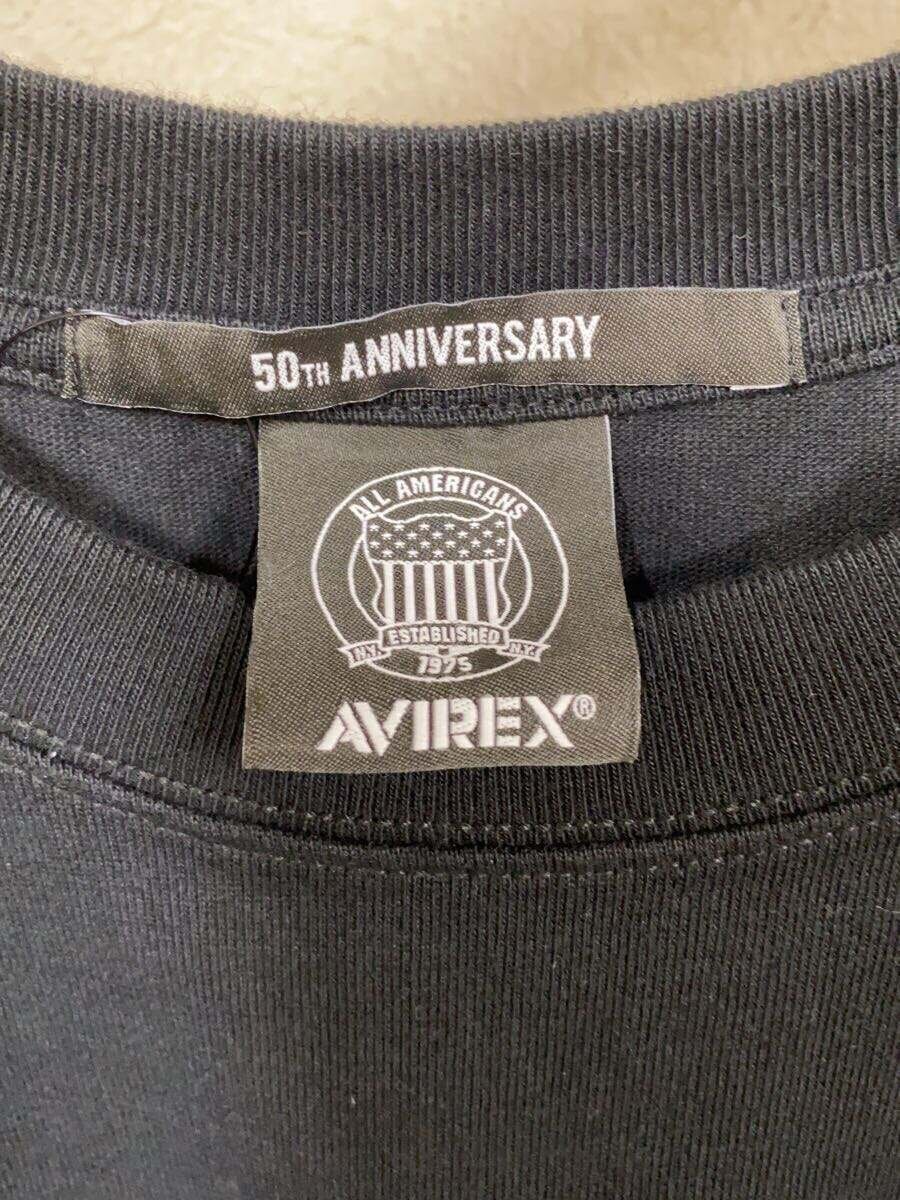 50TH ANNIVERSARY
ALL AMERICANS
ESTABLISHED
N.Y. N.Y.
1975
AVIREX®